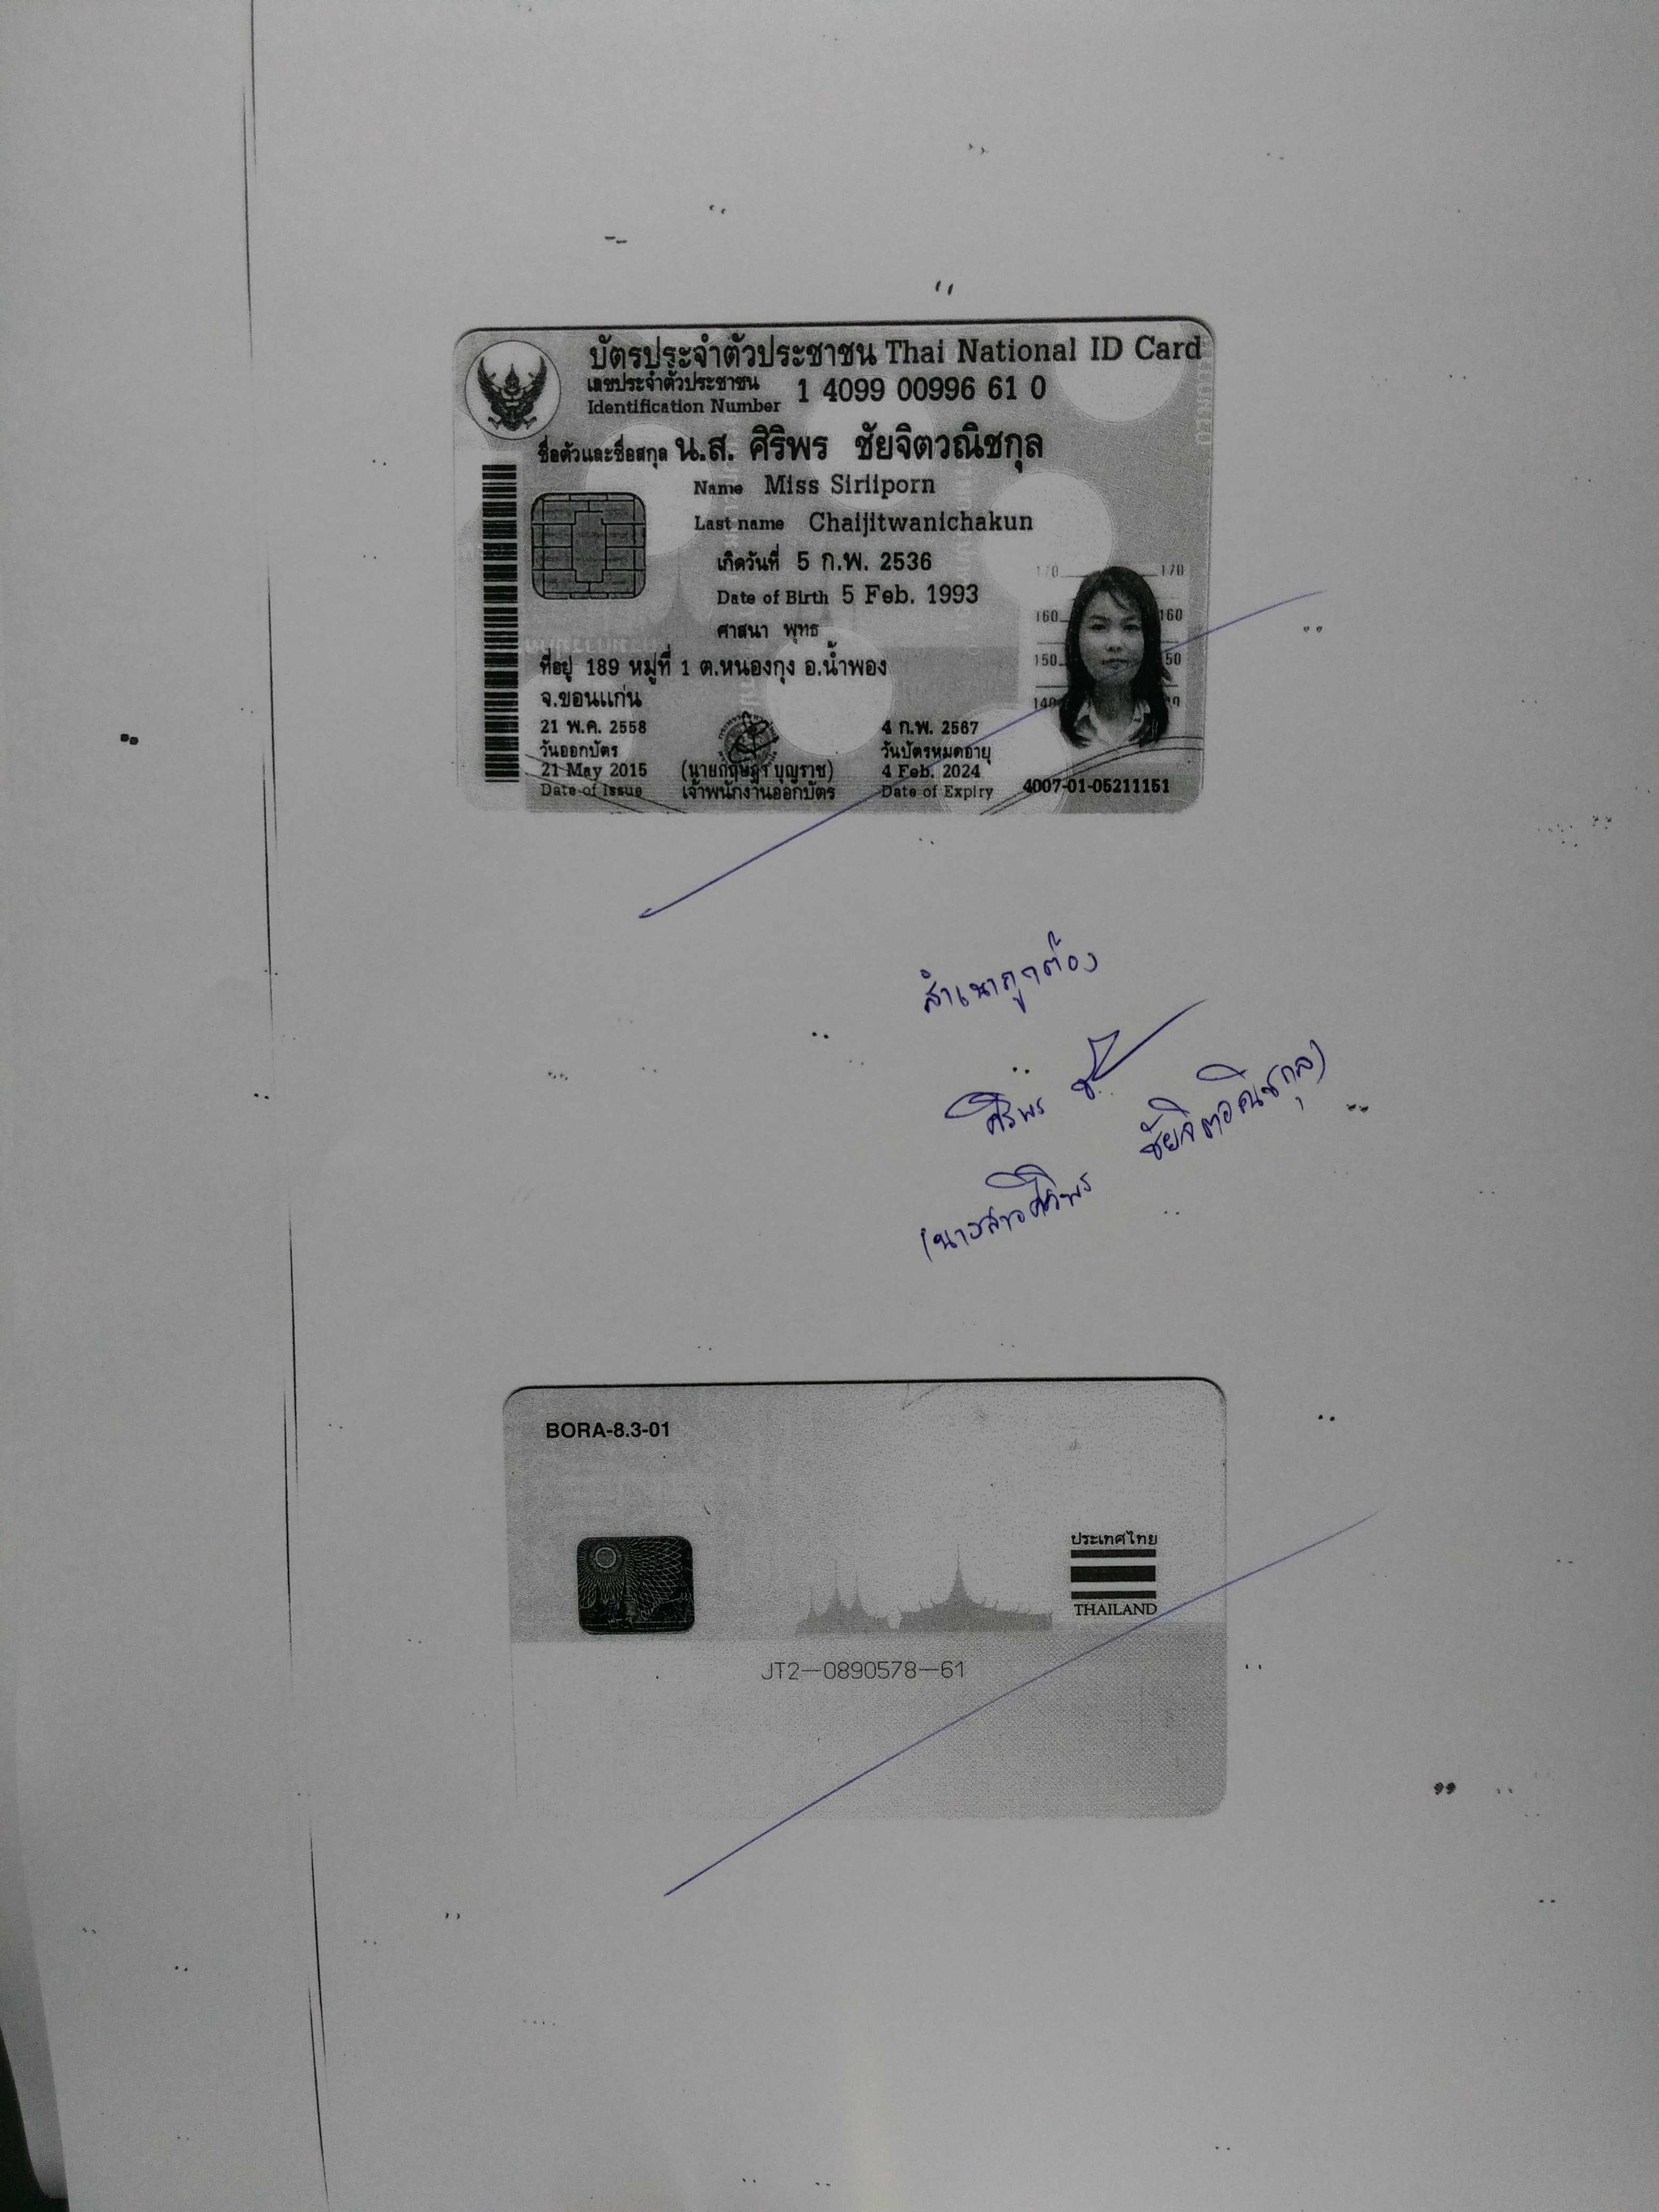 บัตรประจำตัวประชาชน Thai National ID Card
เลขประจำตัวประชาชน
Identification Number 1 4099 00996 61 0
ชื่อตัวและชื่อสกุล น.ส. ศิริพร ชัยจิตวณิชกุล
Name Miss Siriiporn
Last name Chaijitwanichakun
เกิดวันที่ 5 ก.พ. 2536
Date of Birth 5 Feb. 1993
ศาสนา พุทธ
ที่อยู่ 189 หมู่ที่ 1 ต.หนองกุง อ.น้ำพอง
จ.ขอนแก่น
170 170
160 160
150 50
140
21 พ.ค. 2558
วันออกบัตร
21 May 2015
Date of Issue
(นายกฤษฎา บุญราช)
เจ้าพนักงานออกบัตร
4 ก.พ. 2567
วันบัตรหมดอายุ
4 Feb. 2024
Date of Expiry
4007-01-05211151
สำเนาถูกต้อง
ศิริพร ช
(นางสาวศิริพร ชัยจิตวณิชกุล)
BORA-8.3-01
ประเทศไทย
THAILAND
JT2-0890578-61